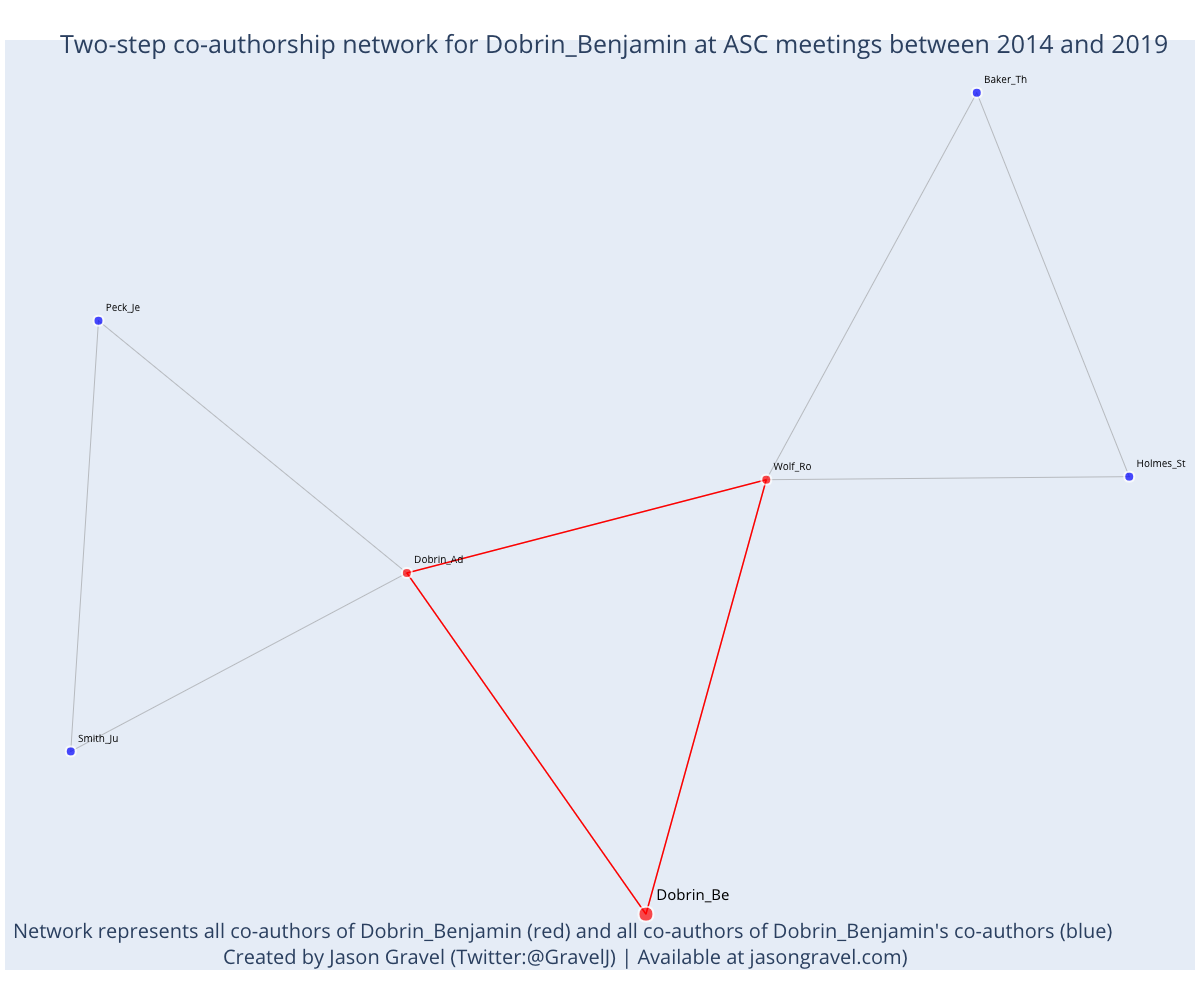 Two-step co-authorship network for Dobrin_Benjamin at ASC meetings between 2014 and 2019
Baker_Th
Peck_Je
Holmes_St
Wolf_Ro
Dobrin_Ad
Smith_Ju
Dobrin_Be
Network represents all co-authors of Dobrin_Benjamin (red) and all co-authors of Dobrin_Benjamin's co-authors (blue)
Created by Jason Gravel (Twitter:@GravelJ) | Available at jasongravel.com)